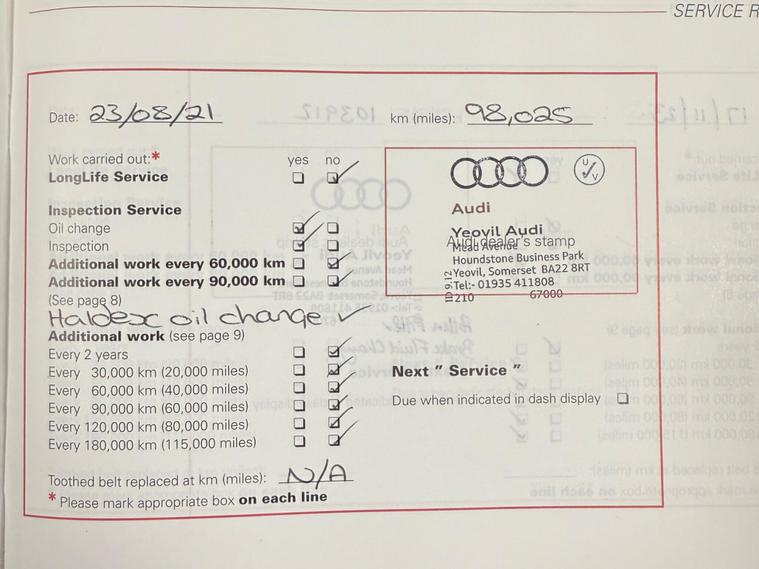 SERVICE R
Date: 23/08/21 km (miles): 98,025
Work carried out:* yes no
LongLife Service
Inspection Service
Oil change
Inspection
Additional work every 60,000 km
Additional work every 90,000 km
(See page 8)
Haldex oil change
Additional work (see page 9)
Every 2 years
Every 30,000 km (20,000 miles)
Every 60,000 km (40,000 miles)
Every 90,000 km (60,000 miles)
Every 120,000 km (80,000 miles)
Every 180,000 km (115,000 miles)
Toothed belt replaced at km (miles): N/A
* Please mark appropriate box on each line
Audi
Yeovil Audi
Audi dealer's stamp
Mead Avenue
Houndstone Business Park
Yeovil, Somerset BA22 8RT
Tel:- 01935 411808
210 67000
Next " Service "
Due when indicated in dash display